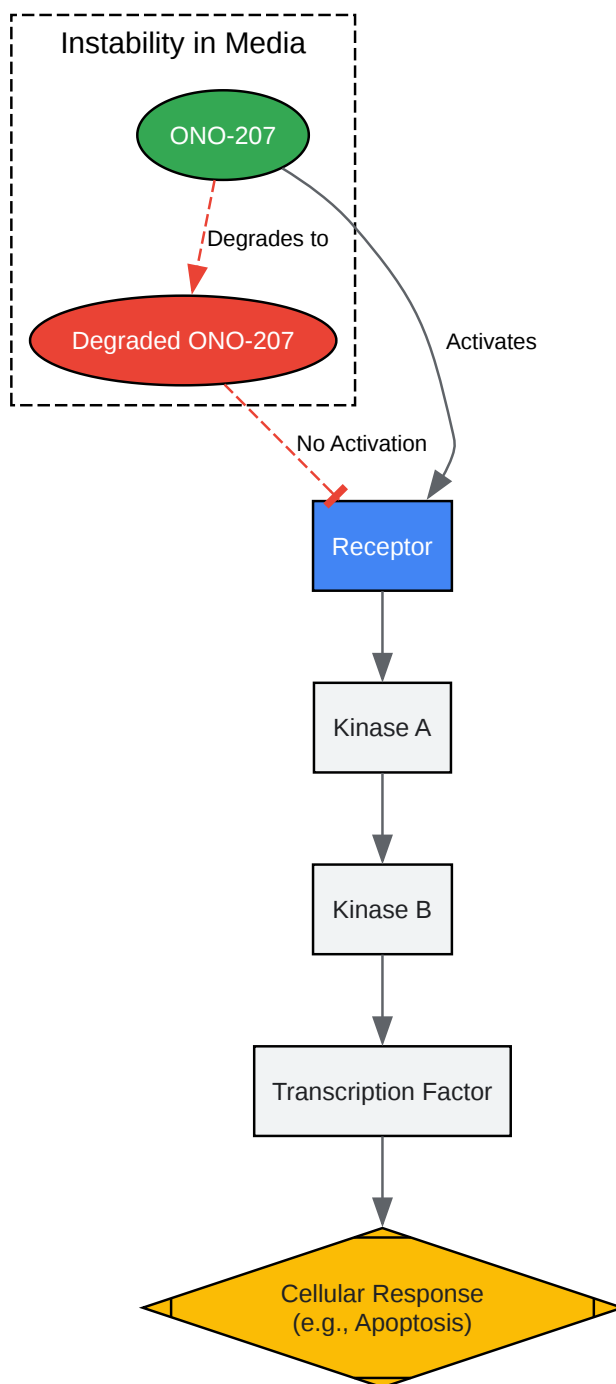 Instability in Media
ONO-207
Degrades to
Degraded ONO-207
Activates
No Activation
Receptor
Kinase A
Kinase B
Transcription Factor
Cellular Response
(e.g., Apoptosis)